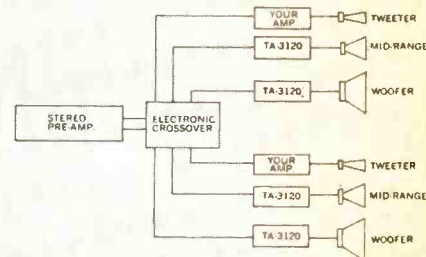 YOUR
AMP
TWEETER
TA-3120
MID-RANGE
TA-3120
WOOFER
STEREO
PRE-AMP.
ELECTRONIC
CROSSOVER
YOUR
AMP
TWEETER
TA-3120
MID-RANGE
TA-3120
WOOFER